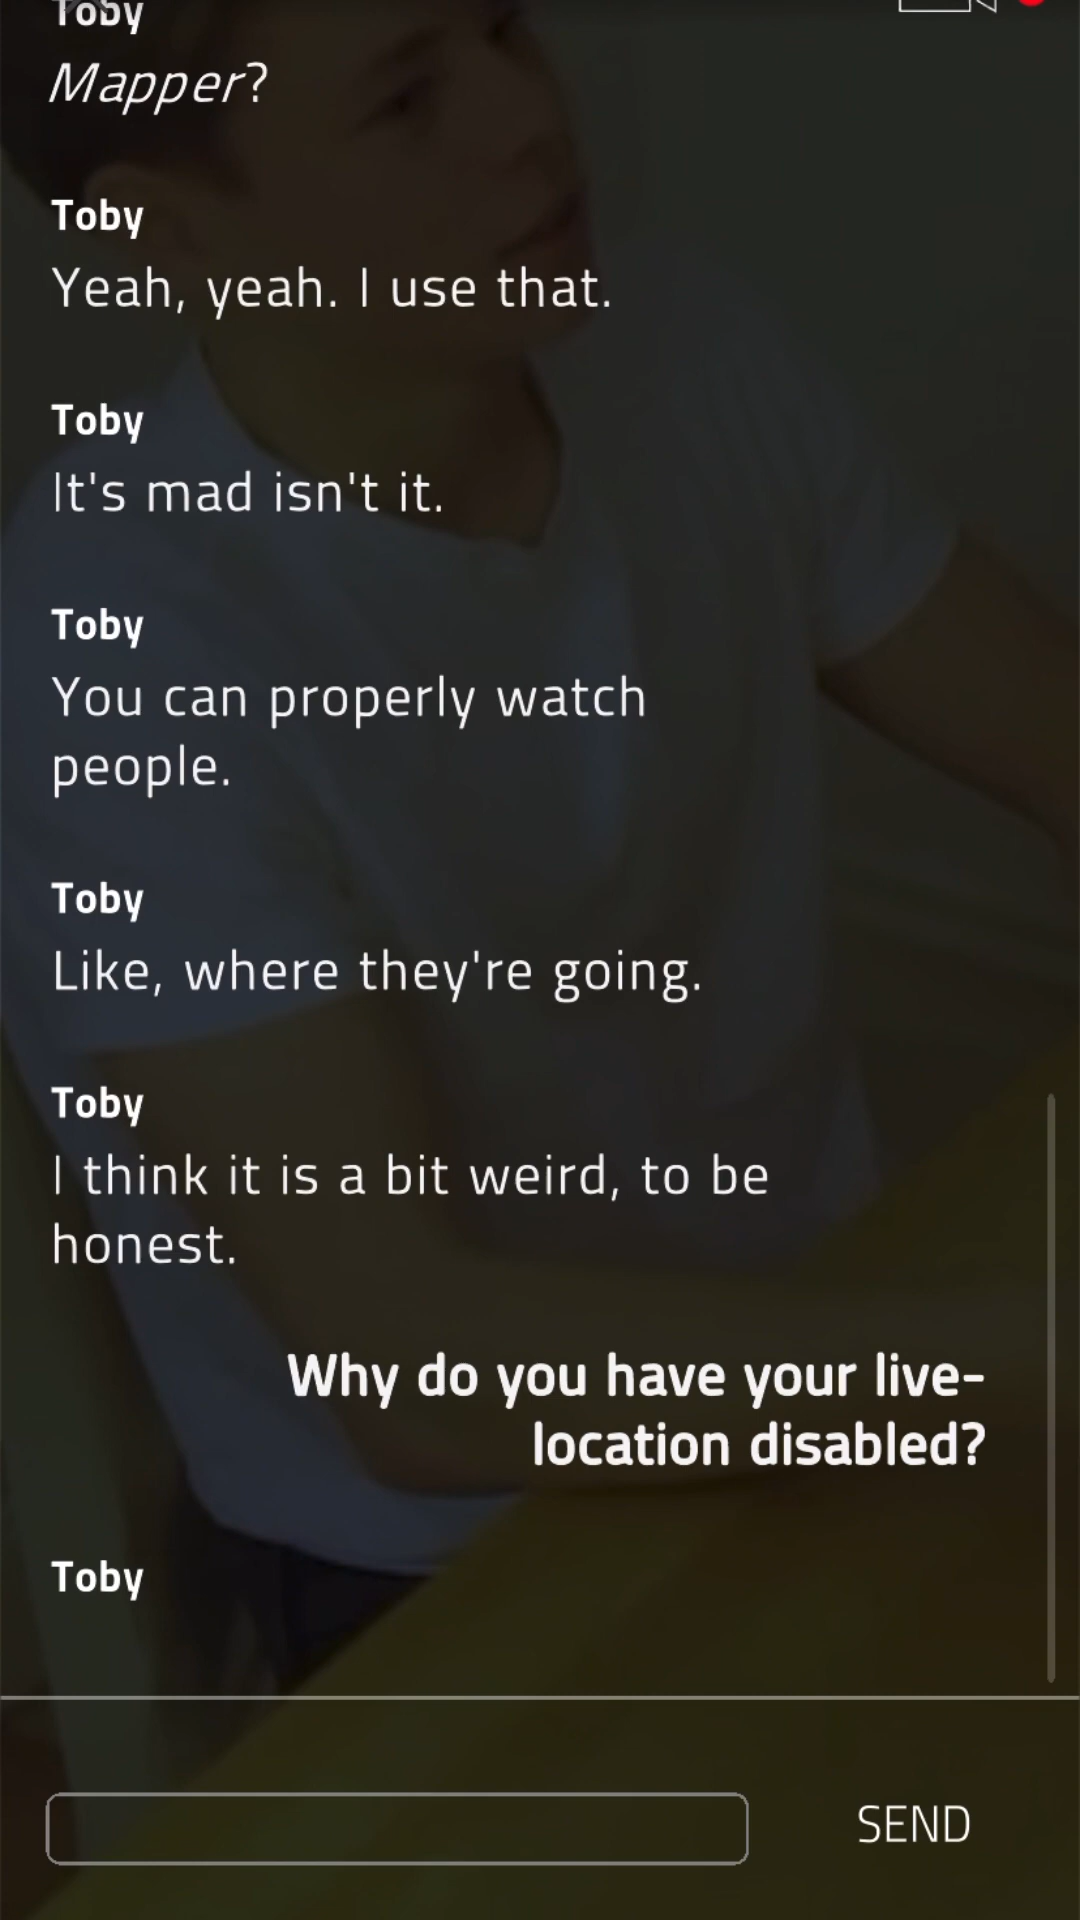 Toby
Mapper?
Toby
Yeah, yeah. I use that.
Toby
It's mad isn't it.
Toby
You can properly watch
people.
Toby
Like, where they're going.
Toby
I think it is a bit weird, to be
honest.
Why do you have your live-
location disabled?
Toby
SEND